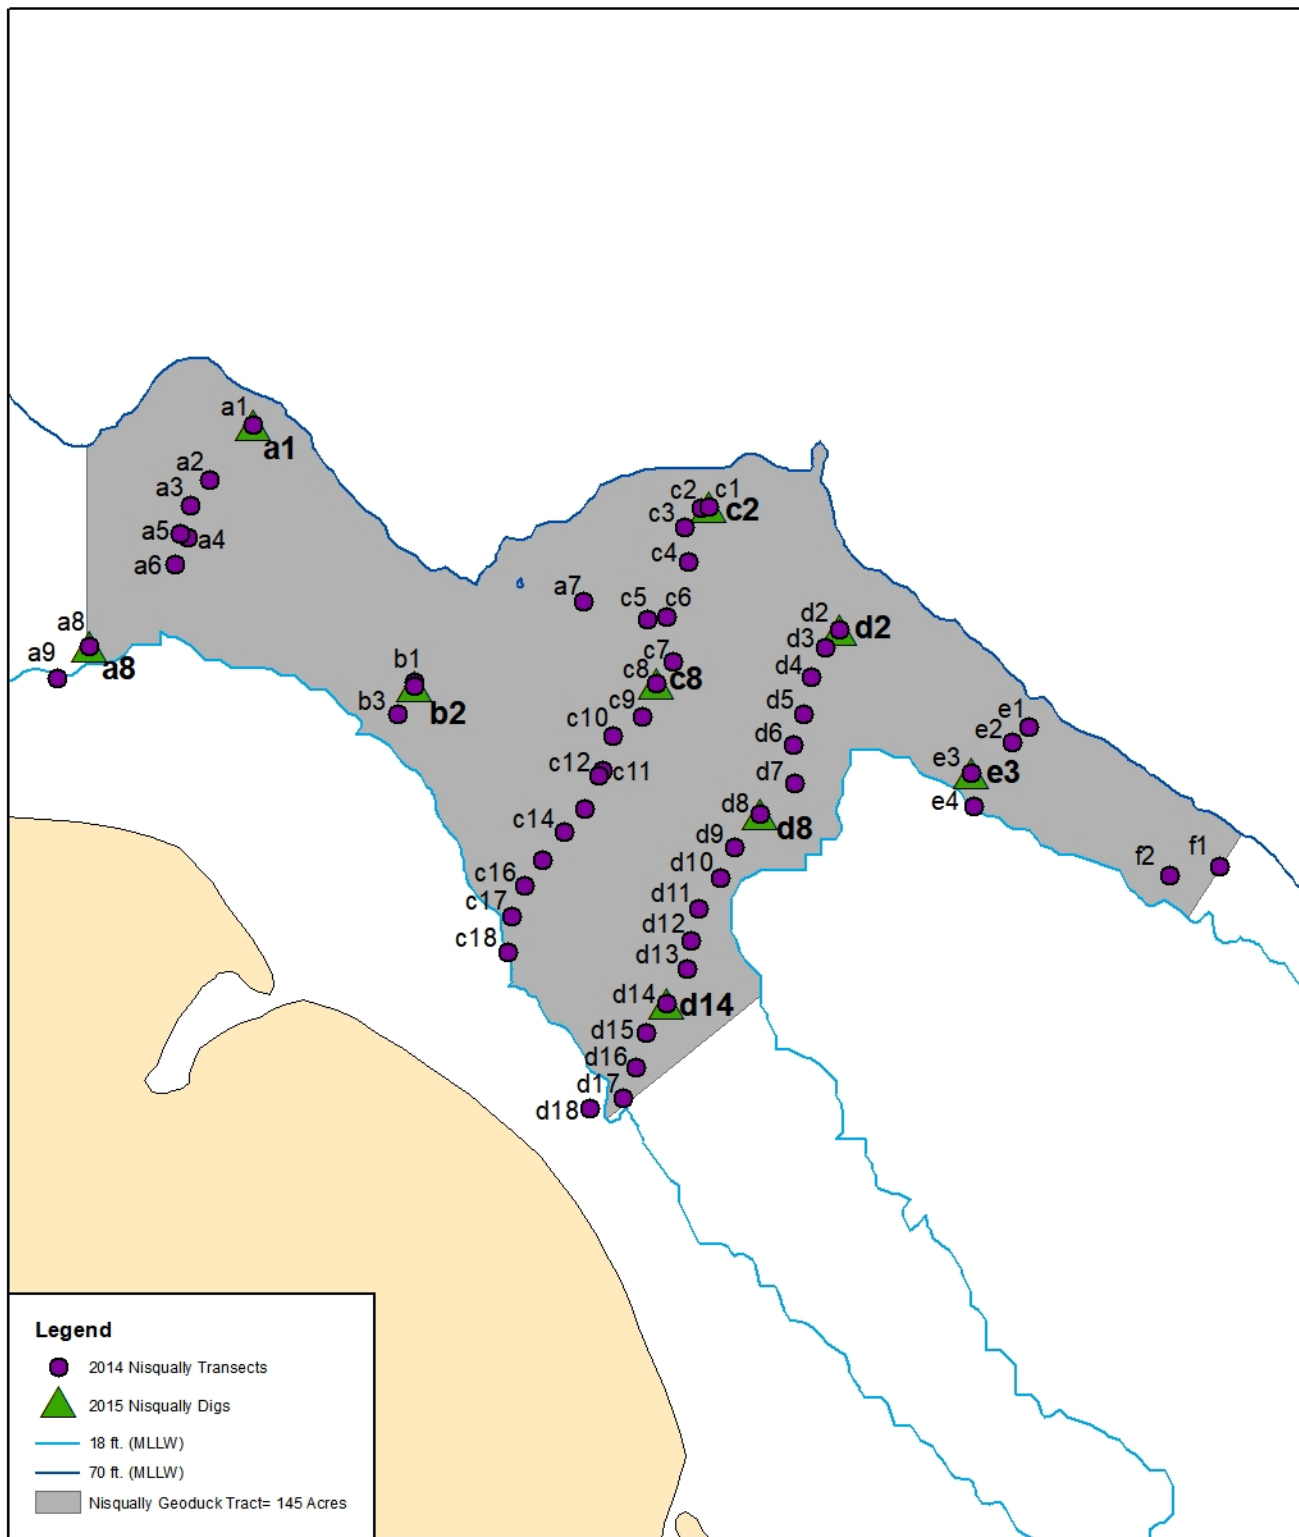 a1
a1
a2
a3
a5
a4
a6
a8
a8
a9
b1
b2
b3
a7
c2
c1
c2
c3
c4
c5
c6
c7
c8
c8
c9
c10
c12
c11
c14
c16
c17
c18
d2
d2
d3
d4
d5
d6
d7
d8
d8
d9
d10
d11
d12
d13
d14
d14
d15
d16
d17
d18
e1
e2
e3
e3
e4
f2
f1
Legend
2014 Nisqually Transects
2015 Nisqually Digs
18 ft. (MLLW)
70 ft. (MLLW)
Nisqually Geoduck Tract= 145 Acres